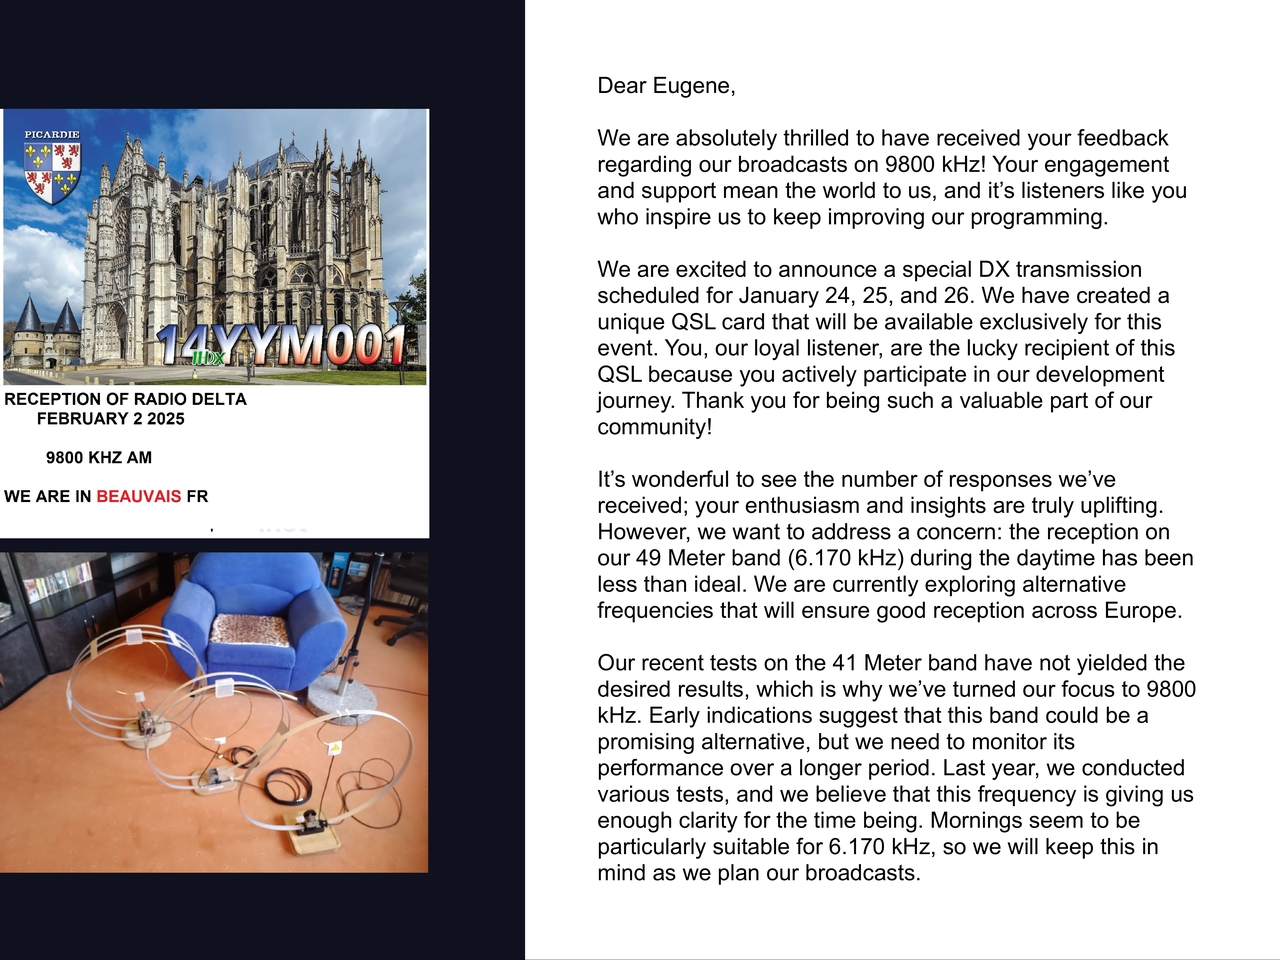 PICARDIE
14YYM001
RECEPTION OF RADIO DELTA
FEBRUARY 2 2025
9800 KHZ AM
WE ARE IN BEAUVAIS FR
Dear Eugene,
We are absolutely thrilled to have received your feedback
regarding our broadcasts on 9800 kHz! Your engagement
and support mean the world to us, and it’s listeners like you
who inspire us to keep improving our programming.
We are excited to announce a special DX transmission
scheduled for January 24, 25, and 26. We have created a
unique QSL card that will be available exclusively for this
event. You, our loyal listener, are the lucky recipient of this
QSL because you actively participate in our development
journey. Thank you for being such a valuable part of our
community!
It’s wonderful to see the number of responses we’ve
received; your enthusiasm and insights are truly uplifting.
However, we want to address a concern: the reception on
our 49 Meter band (6.170 kHz) during the daytime has been
less than ideal. We are currently exploring alternative
frequencies that will ensure good reception across Europe.
Our recent tests on the 41 Meter band have not yielded the
desired results, which is why we’ve turned our focus to 9800
kHz. Early indications suggest that this band could be a
promising alternative, but we need to monitor its
performance over a longer period. Last year, we conducted
various tests, and we believe that this frequency is giving us
enough clarity for the time being. Mornings seem to be
particularly suitable for 6.170 kHz, so we will keep this in
mind as we plan our broadcasts.